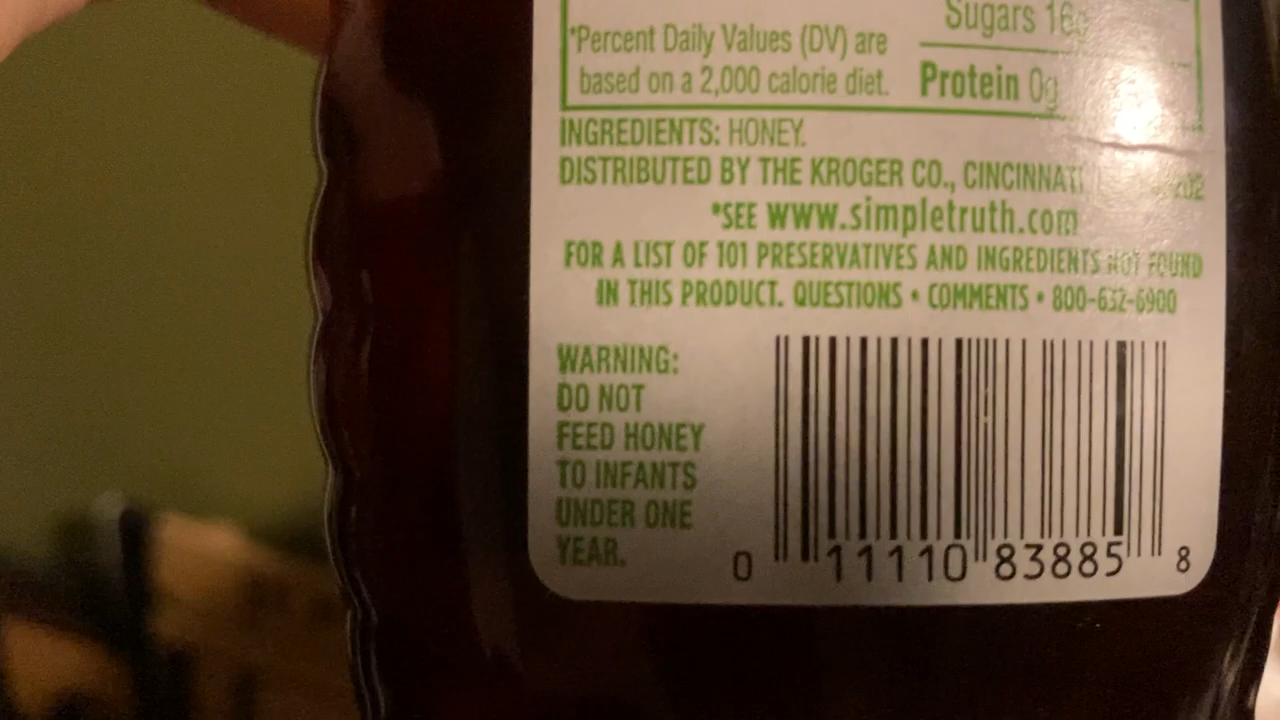 Sugars 16g
*Percent Daily Values (DV) are
based on a 2,000 calorie diet.
Protein 0g
INGREDIENTS: HONEY.
DISTRIBUTED BY THE KROGER CO., CINCINNATI
*SEE www.simpletruth.com
FOR A LIST OF 101 PRESERVATIVES AND INGREDIENTS NOT FOUND
IN THIS PRODUCT. QUESTIONS • COMMENTS • 800-632-6900
WARNING:
DO NOT
FEED HONEY
TO INFANTS
UNDER ONE
YEAR.
0 11110 83885 8